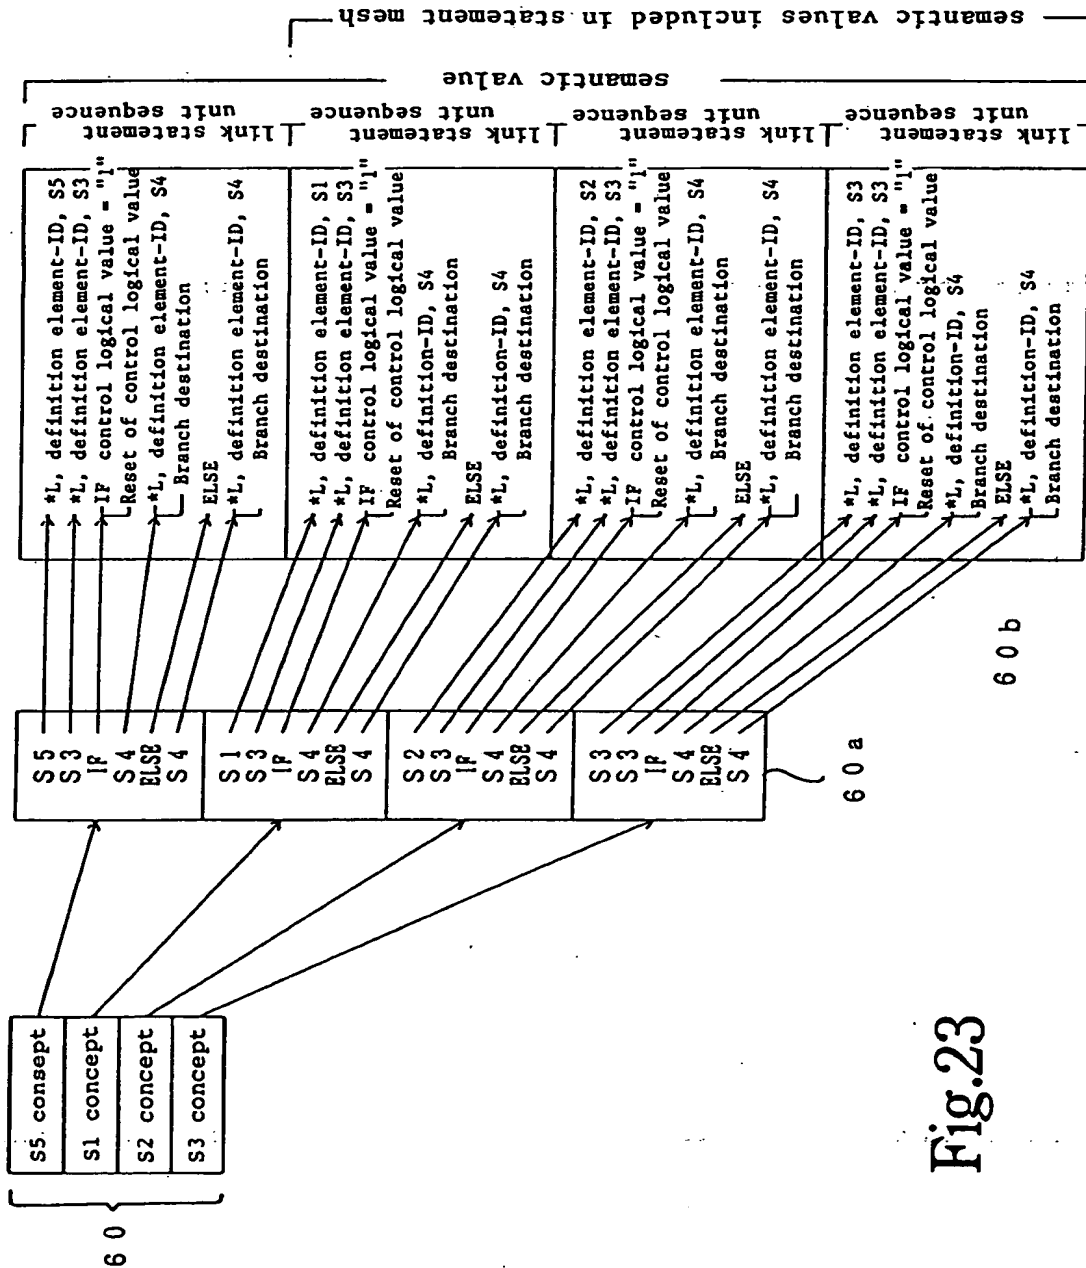 60
S5 consept
S1 concept
S2 concept
S3 concept
S5
S3
IF
S4
ELSE
S4
S1
S3
IF
S4
ELSE
S4
S2
S3
IF
S4
ELSE
S4
S3
S3
IF
S4
ELSE
S4
60a
*L, definition element-ID, S5
*L, definition element-ID, S3
IF control logical value = "1"
Reset of control logical value
*L, definition element-ID, S4
Branch destination
ELSE
*L, definition element-ID, S4
Branch destination
*L, definition element-ID, S1
*L, definition element-ID, S3
IF control logical value = "1"
Reset of control logical value
*L, definition-ID, S4
Branch destination
ELSE
*L, definition-ID, S4
Branch destination
*L, definition element-ID, S2
*L, definition element-ID, S3
IF control logical value = "1"
Reset of control logical value
*L, definition element-ID, S4
Branch destination
ELSE
*L, definition element-ID, S4
Branch destination
*L, definition element-ID, S3
*L, definition element-ID, S3
IF control logical value = "1"
Reset of control logical value
*L, definition-ID, S4
Branch destination
ELSE
*L, definition element-ID, S4
Branch destination
60b
link statement
unit sequence
link statement
unit sequence
link statement
unit sequence
link statement
unit sequence
semantic value
semantic values included in statement mesh
Fig.23